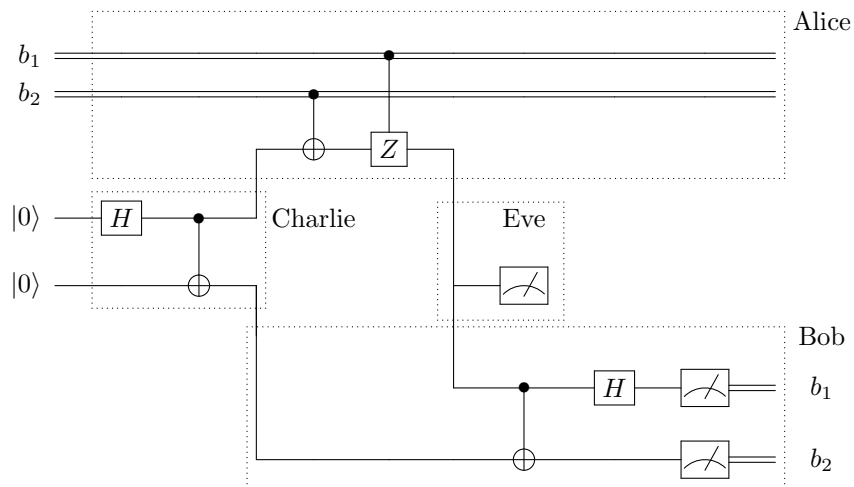 Alice
b₁
b₂
Z
|0⟩ H Charlie Eve
|0⟩
Bob
H b₁
b₂